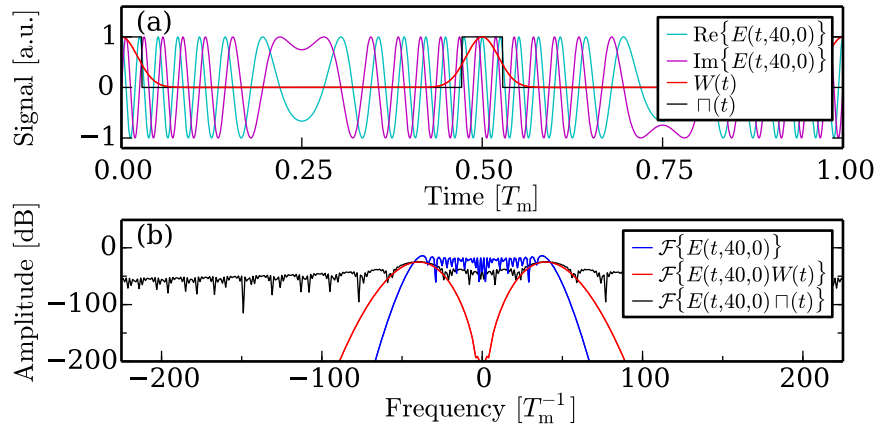 (a)
Signal [a.u.]
1
0
−1
Re{E(t,40,0)}
Im{E(t,40,0)}
W(t)
⊓(t)
0.00
0.25
0.50
0.75
1.00
Time [Tₘ]
(b)
Amplitude [dB]
0
−100
−200
ℱ{E(t,40,0)}
ℱ{E(t,40,0)W(t)}
ℱ{E(t,40,0)⊓(t)}
−200
−100
0
100
200
Frequency [Tₘ⁻¹]